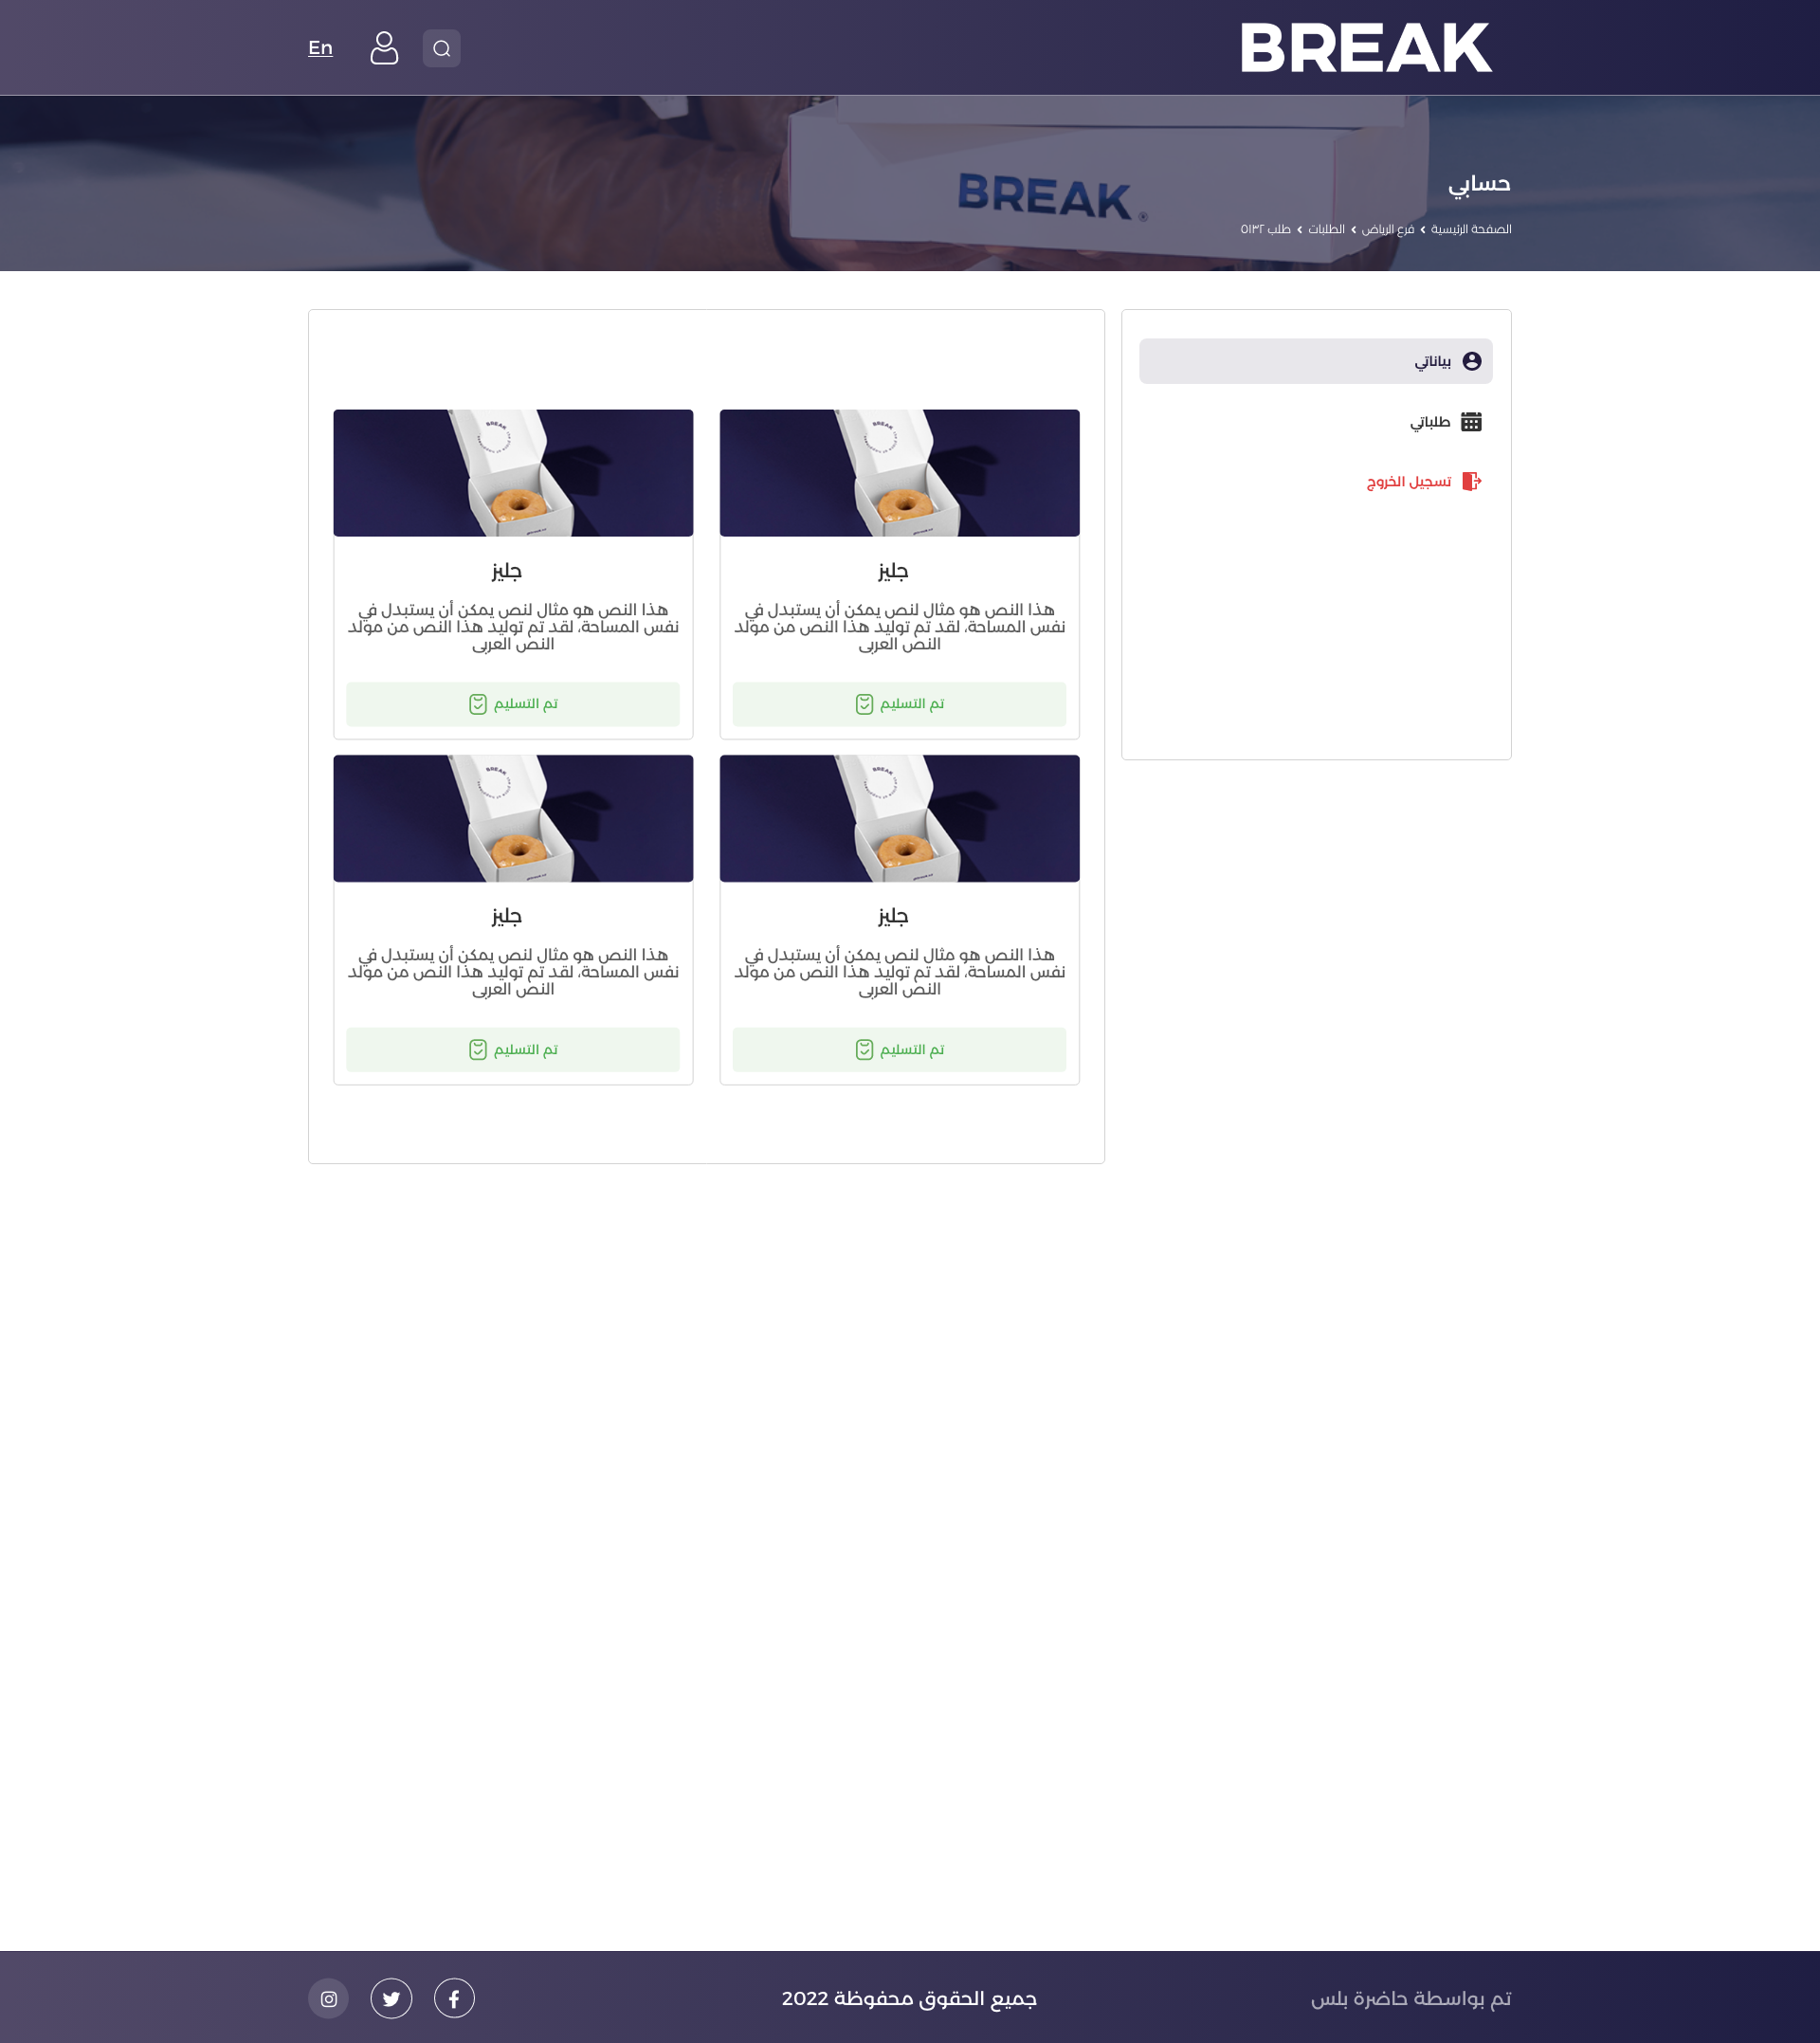 BREAK
En
BREAK
حسابي
الصفحة الرئيسية
فرع الرياض
الطلبات
طلب ٥١٣٢
بياناتي
طلباتي
تسجيل الخروج
BREAK
جليز
هذا النص هو مثال لنص يمكن أن يستبدل في
نفس المساحة، لقد تم توليد هذا النص من مولد
النص العربى
تم التسليم
BREAK
جليز
هذا النص هو مثال لنص يمكن أن يستبدل في
نفس المساحة، لقد تم توليد هذا النص من مولد
النص العربى
تم التسليم
BREAK
جليز
هذا النص هو مثال لنص يمكن أن يستبدل في
نفس المساحة، لقد تم توليد هذا النص من مولد
النص العربى
تم التسليم
BREAK
جليز
هذا النص هو مثال لنص يمكن أن يستبدل في
نفس المساحة، لقد تم توليد هذا النص من مولد
النص العربى
تم التسليم
تم بواسطة حاضرة بلس
جميع الحقوق محفوظة 2022